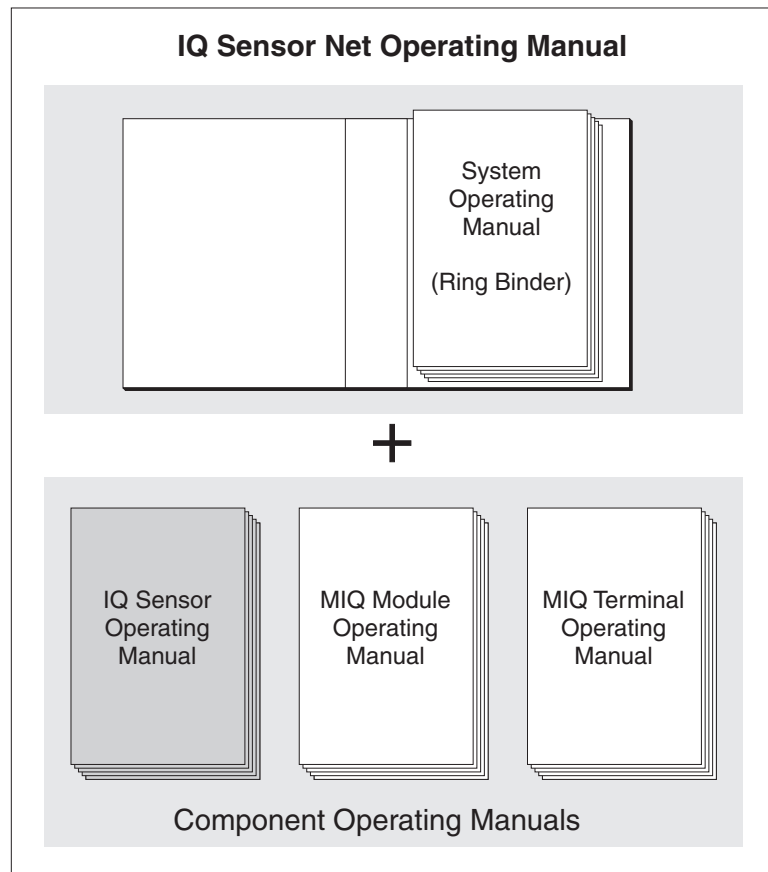 IQ Sensor Net Operating Manual
System
Operating
Manual
(Ring Binder)
+
IQ Sensor
Operating
Manual
MIQ Module
Operating
Manual
MIQ Terminal
Operating
Manual
Component Operating Manuals